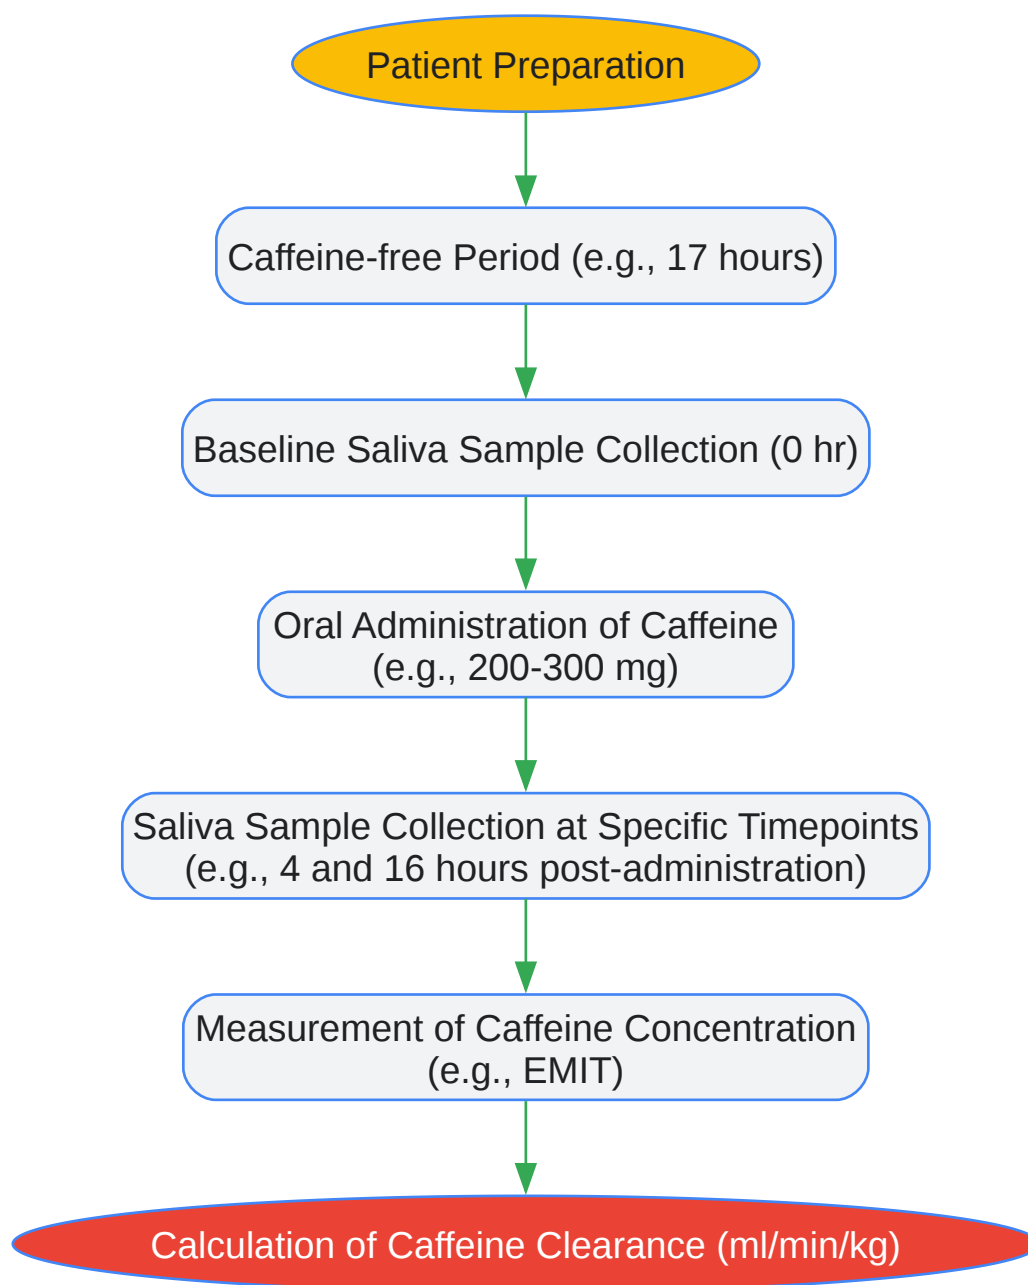 Patient Preparation
Caffeine-free Period (e.g., 17 hours)
Baseline Saliva Sample Collection (0 hr)
Oral Administration of Caffeine
(e.g., 200-300 mg)
Saliva Sample Collection at Specific Timepoints
(e.g., 4 and 16 hours post-administration)
Measurement of Caffeine Concentration
(e.g., EMIT)
Calculation of Caffeine Clearance (ml/min/kg)